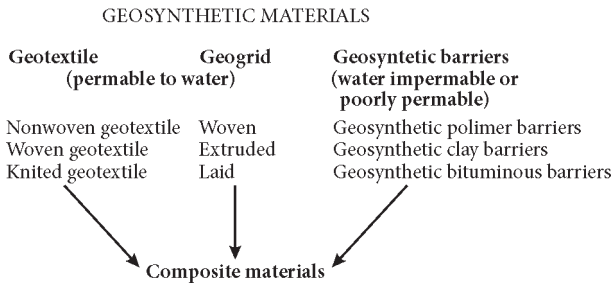 GEOSYNTHETIC MATERIALS
Geotextile Geogrid Geosyntetic barriers
(permable to water) (water impermable or
poorly permable)
Nonwoven geotextile Woven Geosynthetic polimer barriers
Woven geotextile Extruded Geosynthetic clay barriers
Knited geotextile Laid Geosynthetic bituminous barriers
Composite materials